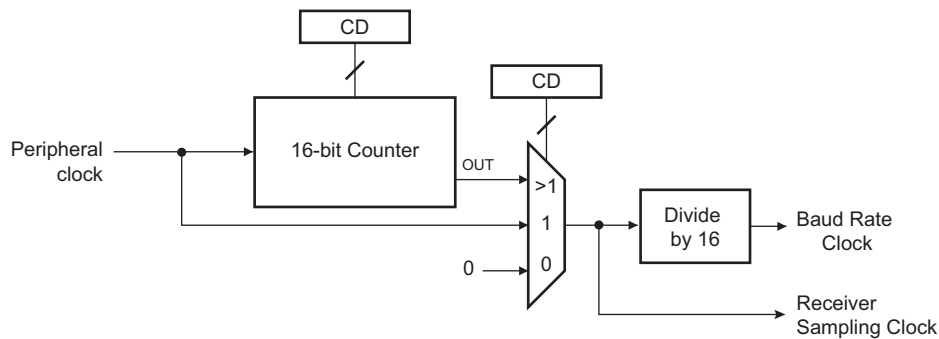 CD
CD
Peripheral
clock
16-bit Counter
OUT
>1
1
0
0
Divide
by 16
Baud Rate
Clock
Receiver
Sampling Clock